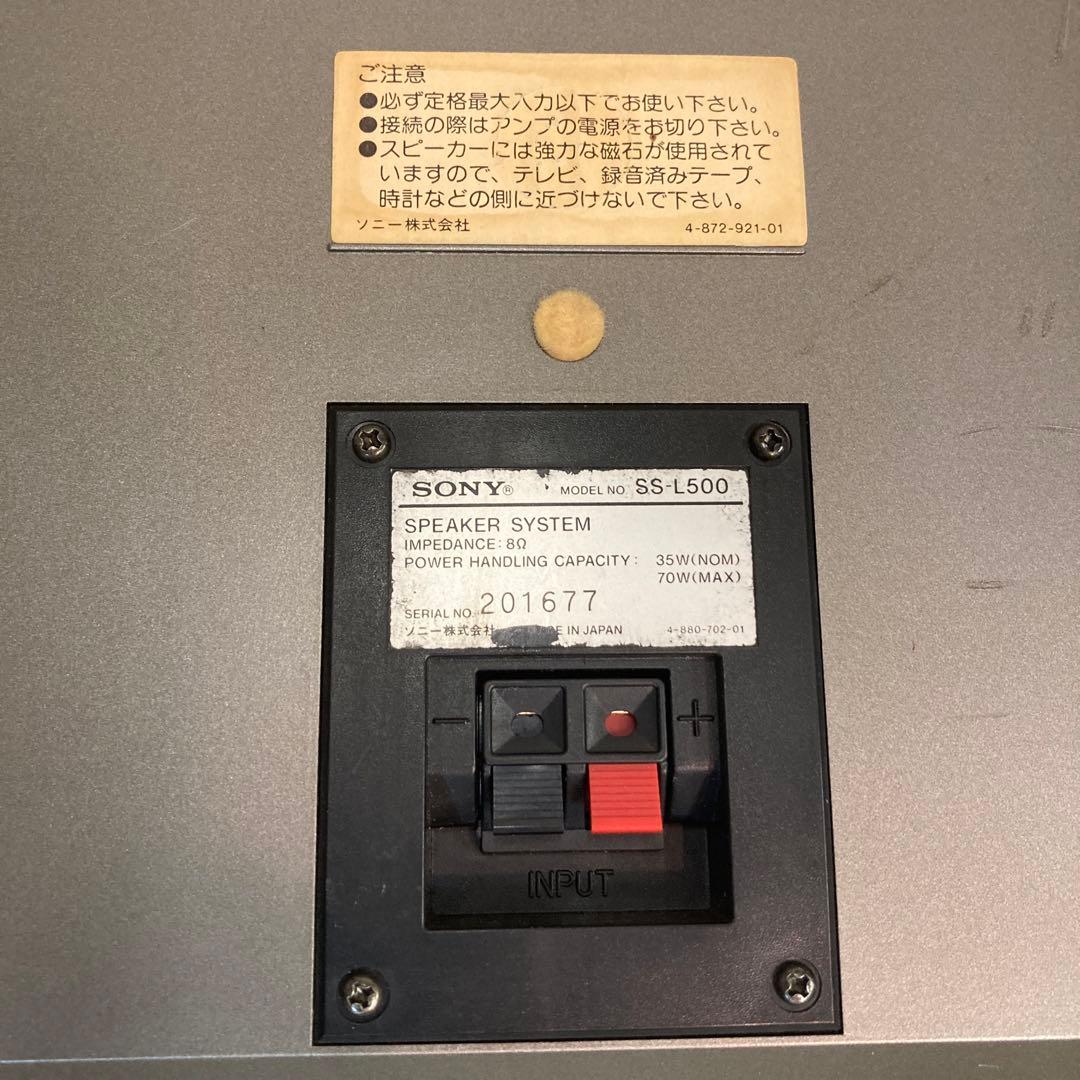 ご注意
●必ず定格最大入力以下でお使い下さい。
●接続の際はアンプの電源をお切り下さい。
●スピーカーには強力な磁石が使用されて
いますので、テレビ、録音済みテープ、
時計などの側に近づけないで下さい。
ソニー株式会社 4-872-921-01
SONY® MODEL NO. SS-L500
SPEAKER SYSTEM
IMPEDANCE: 8Ω
POWER HANDLING CAPACITY: 35W(NOM)
70W(MAX)
SERIAL NO. 201677
ソニー株式会社 IN JAPAN 4-880-702-01
− +
INPUT